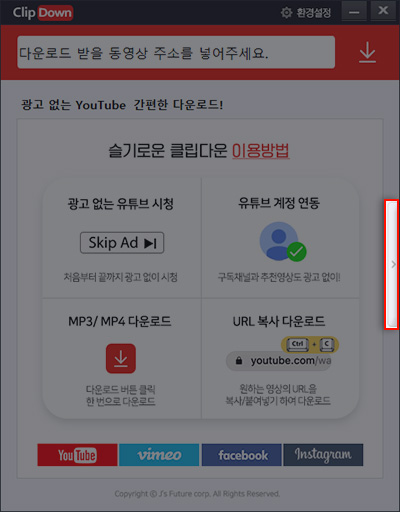 Clip Down
환경설정
다운로드 받을 동영상 주소를 넣어주세요.
광고 없는 YouTube 간편한 다운로드!
슬기로운 클립다운 이용방법
광고 없는 유튜브 시청
Skip Ad
처음부터 끝까지 광고 없이 시청
유튜브 계정 연동
구독채널과 추천영상도 광고 없이!
MP3/ MP4 다운로드
다운로드 버튼 클릭
한 번으로 다운로드
URL 복사 다운로드
Ctrl + C
youtube.com/wa
원하는 영상의 URL을
복사/붙여넣기 하여 다운로드
YouTube
vimeo
facebook
Instagram
Copyright © J's Future corp. All Rights Reserved.